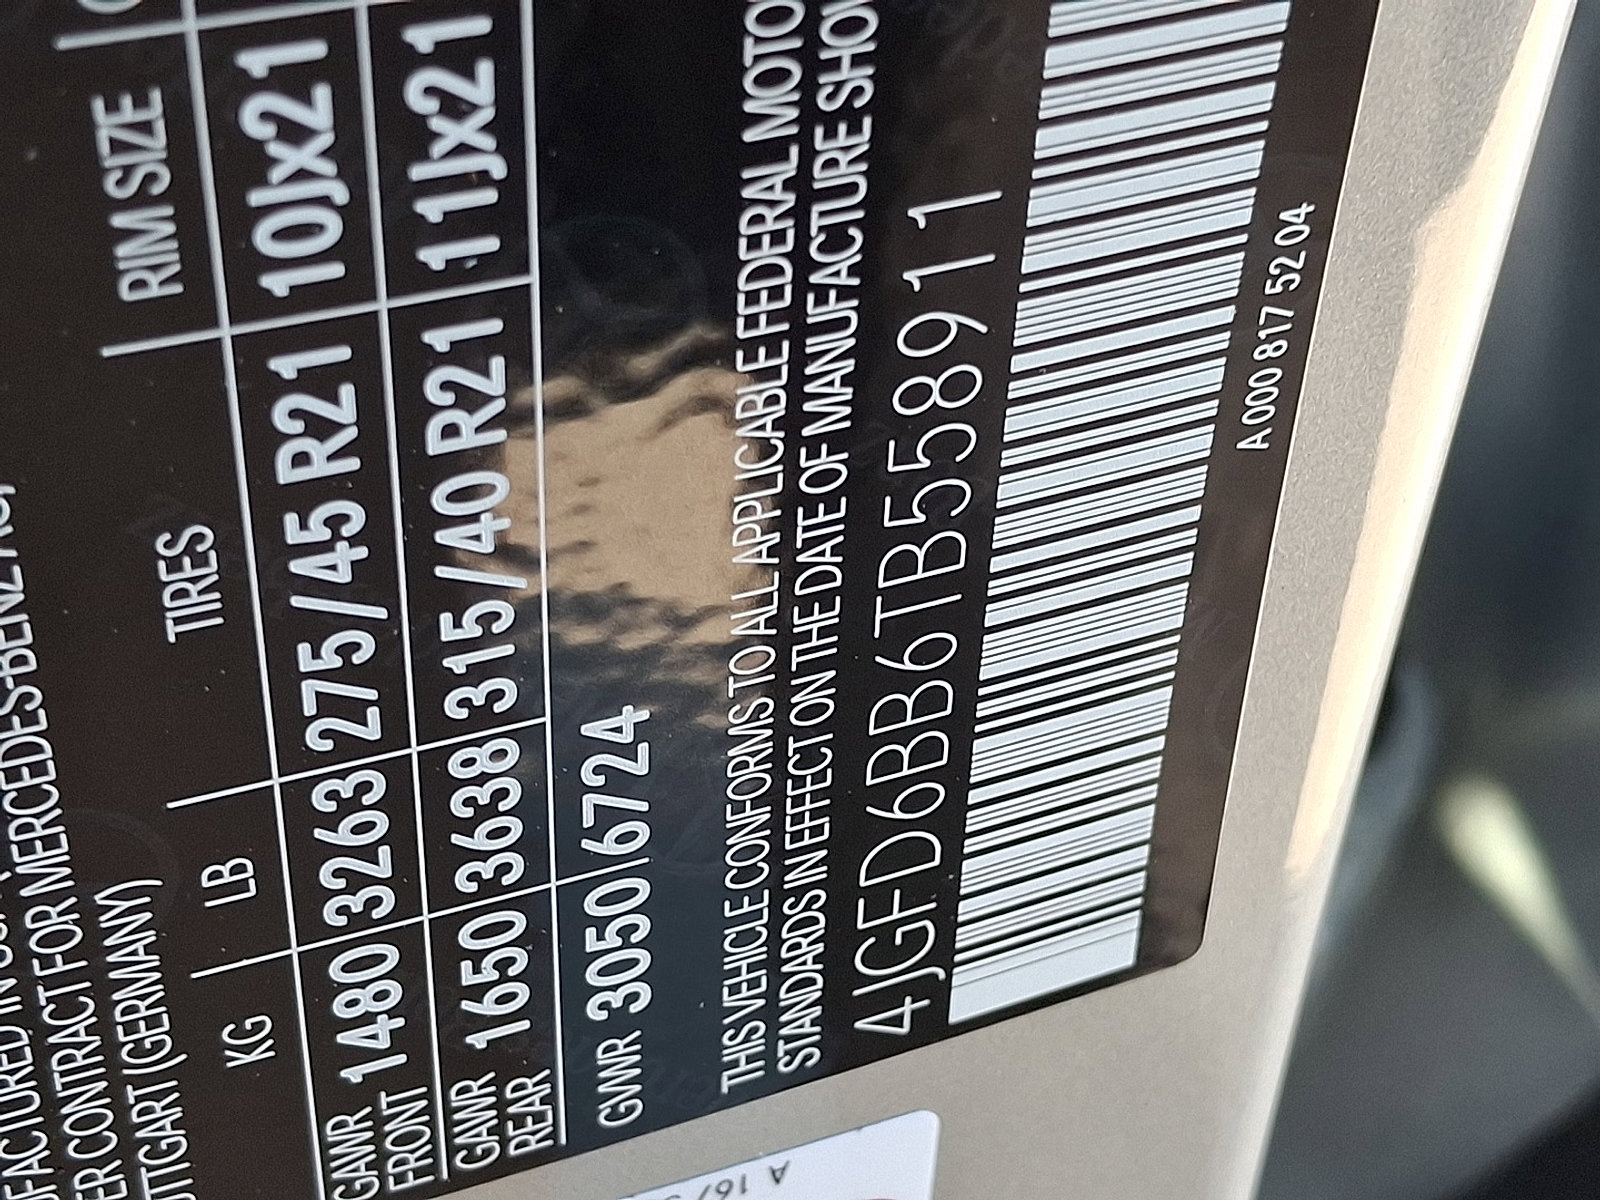 FACTURED IN
ER CONTRACT FOR MERCEDES-BENZ AG,
UTTGART (GERMANY)
KG LB TIRES RIM SIZE
GAWR FRONT 1480 3263 275/45 R21 10Jx21
GAWR REAR 1650 3638 315/40 R21 11Jx21
GVWR 3050 6724
THIS VEHICLE CONFORMS TO ALL APPLICABLE FEDERAL MOTO
STANDARDS IN EFFECT ON THE DATE OF MANUFACTURE SHO
4JGFD6BB6TB558911
A 000 817 52 04
A 167